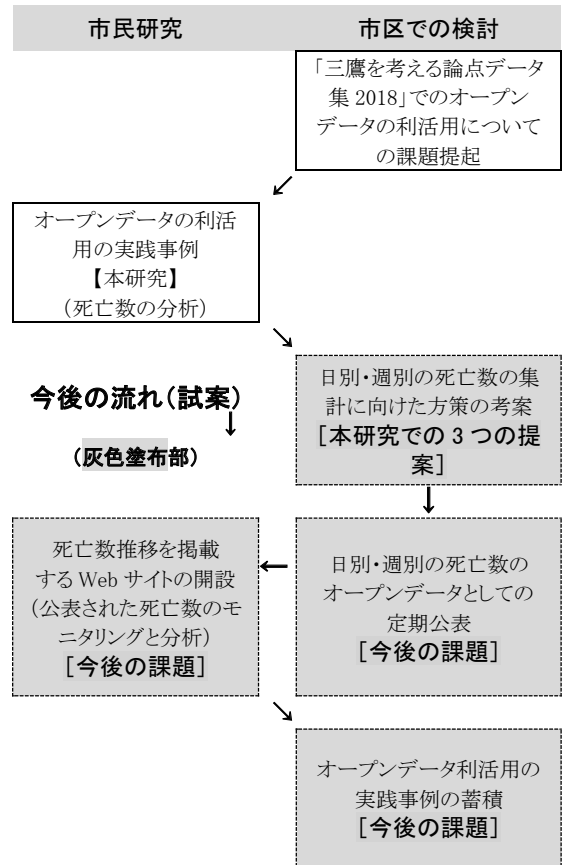 市民研究
市区での検討
「三鷹を考える論点データ
集 2018」でのオープン
データの利活用について
の課題提起
オープンデータの利活
用の実践事例
【本研究】
(死亡数の分析)
今後の流れ(試案)
(灰色塗布部)
日別・週別の死亡数の集
計に向けた方策の考案
[本研究での 3 つの提
案]
死亡数推移を掲載
する Web サイトの開設
(公表された死亡数のモ
ニタリングと分析)
[今後の課題]
日別・週別の死亡数の
オープンデータとしての
定期公表
[今後の課題]
オープンデータ利活用の
実践事例の蓄積
[今後の課題]